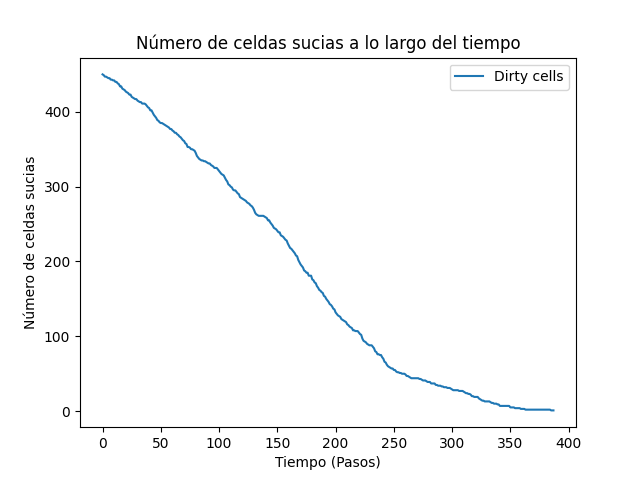 Número de celdas sucias a lo largo del tiempo
Dirty cells
Número de celdas sucias
400
300
200
100
0
0 50 100 150 200 250 300 350 400
Tiempo (Pasos)